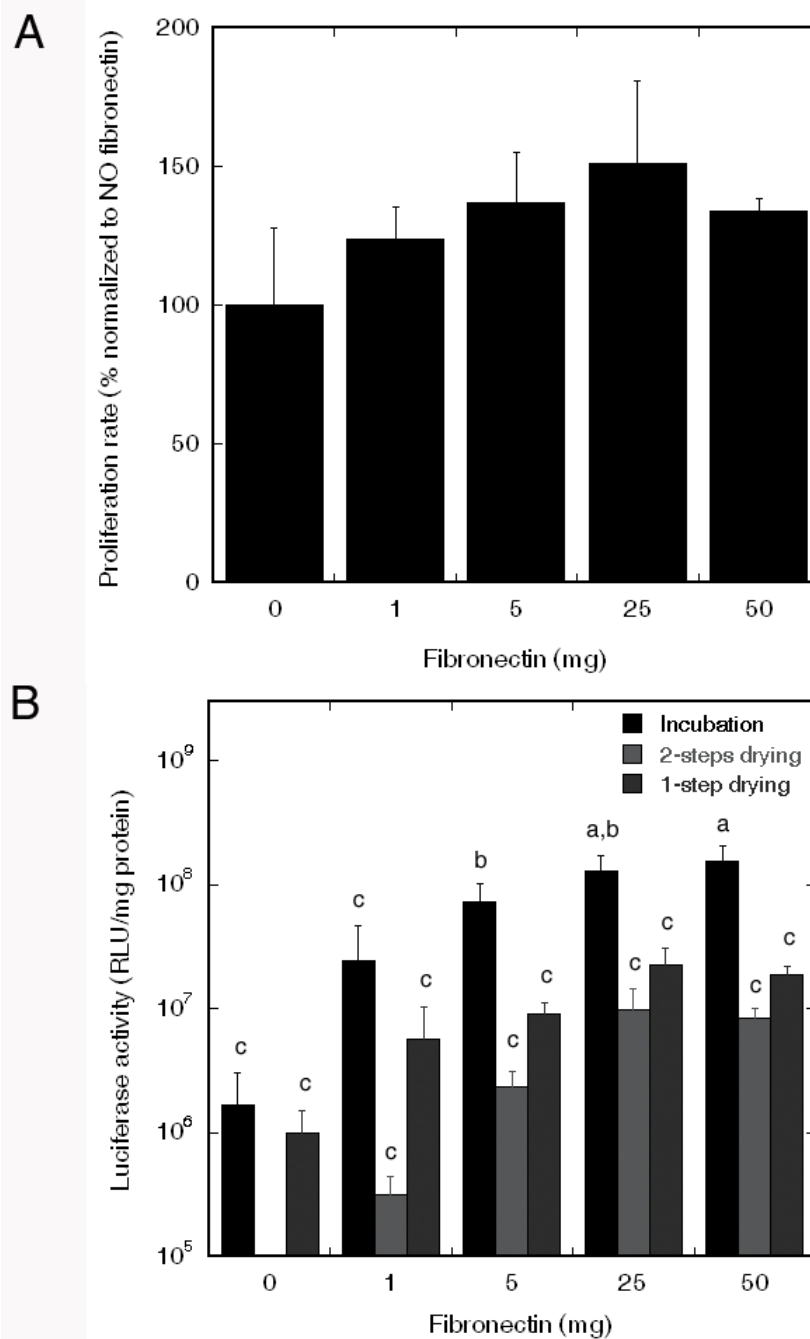 A
Proliferation rate (% normalized to NO fibronectin)
200
150
100
50
0
0 1 5 25 50
Fibronectin (mg)
B
Luciferase activity (RLU/mg protein)
10⁹
10⁸
10⁷
10⁶
10⁵
Incubation
2-steps drying
1-step drying
c c
c c c
b c c
a,b c c
a c c
0 1 5 25 50
Fibronectin (mg)